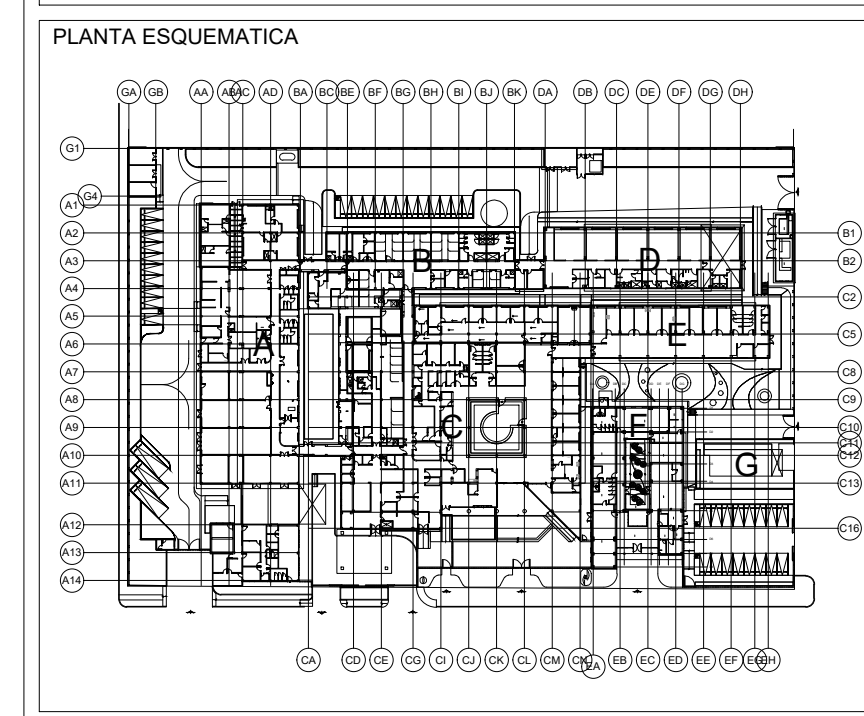 PLANTA ESQUEMATICA
GA GB AA AB AC AD BA BC BE BF BG BH BI BJ BK DA DB DC DE DF DG DH
G1
G4
A1
A2 B1
A3 B B2
D
A4 C2
A5
E C5
A6 A
A7 C8
A8 C9
A9 C F C10
C11
A10 C12
G
A11 C13
A12 C16
A13
A14
CA CD CE CG CI CJ CK CL CM CN EA EB EC ED EE EF EG EH